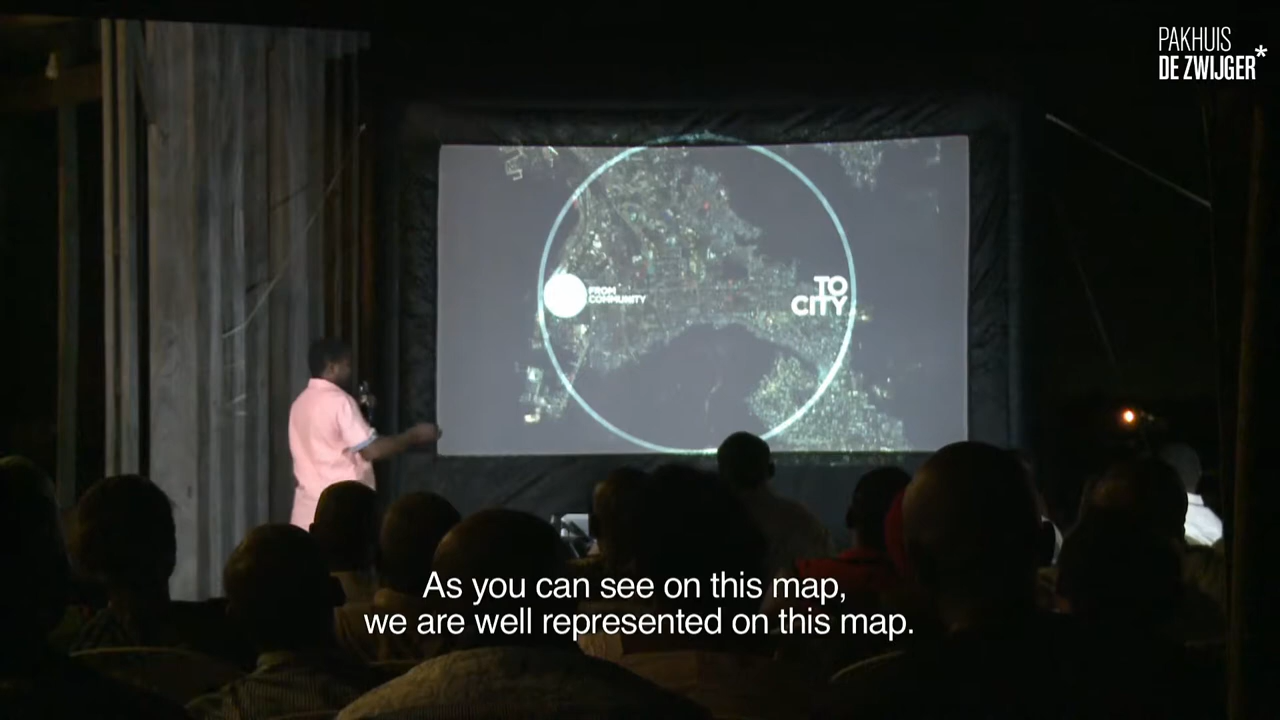 PAKHUIS
DE ZWIJGER*
FROM
COMMUNITY
TO
CITY
As you can see on this map,
we are well represented on this map.